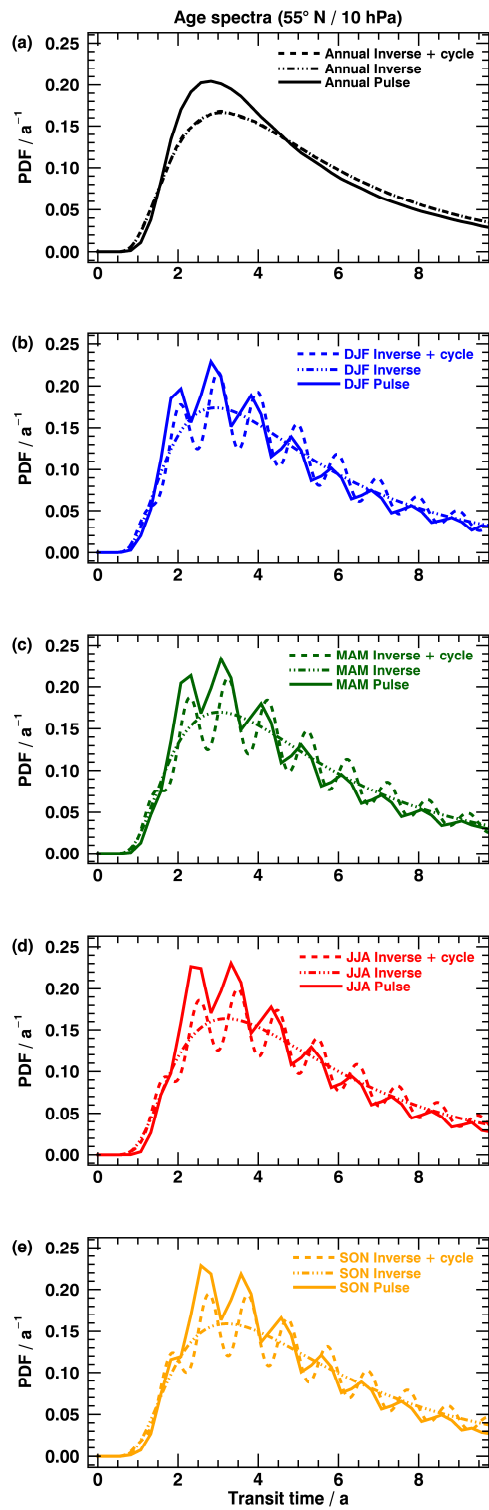 Age spectra (55° N / 10 hPa)
(a)
Annual Inverse + cycle
Annual Inverse
Annual Pulse
PDF / a⁻¹
0.25
0.20
0.15
0.10
0.05
0.00
0 2 4 6 8
(b)
DJF Inverse + cycle
DJF Inverse
DJF Pulse
PDF / a⁻¹
0.25
0.20
0.15
0.10
0.05
0.00
0 2 4 6 8
(c)
MAM Inverse + cycle
MAM Inverse
MAM Pulse
PDF / a⁻¹
0.25
0.20
0.15
0.10
0.05
0.00
0 2 4 6 8
(d)
JJA Inverse + cycle
JJA Inverse
JJA Pulse
PDF / a⁻¹
0.25
0.20
0.15
0.10
0.05
0.00
0 2 4 6 8
(e)
SON Inverse + cycle
SON Inverse
SON Pulse
PDF / a⁻¹
0.25
0.20
0.15
0.10
0.05
0.00
0 2 4 6 8
Transit time / a